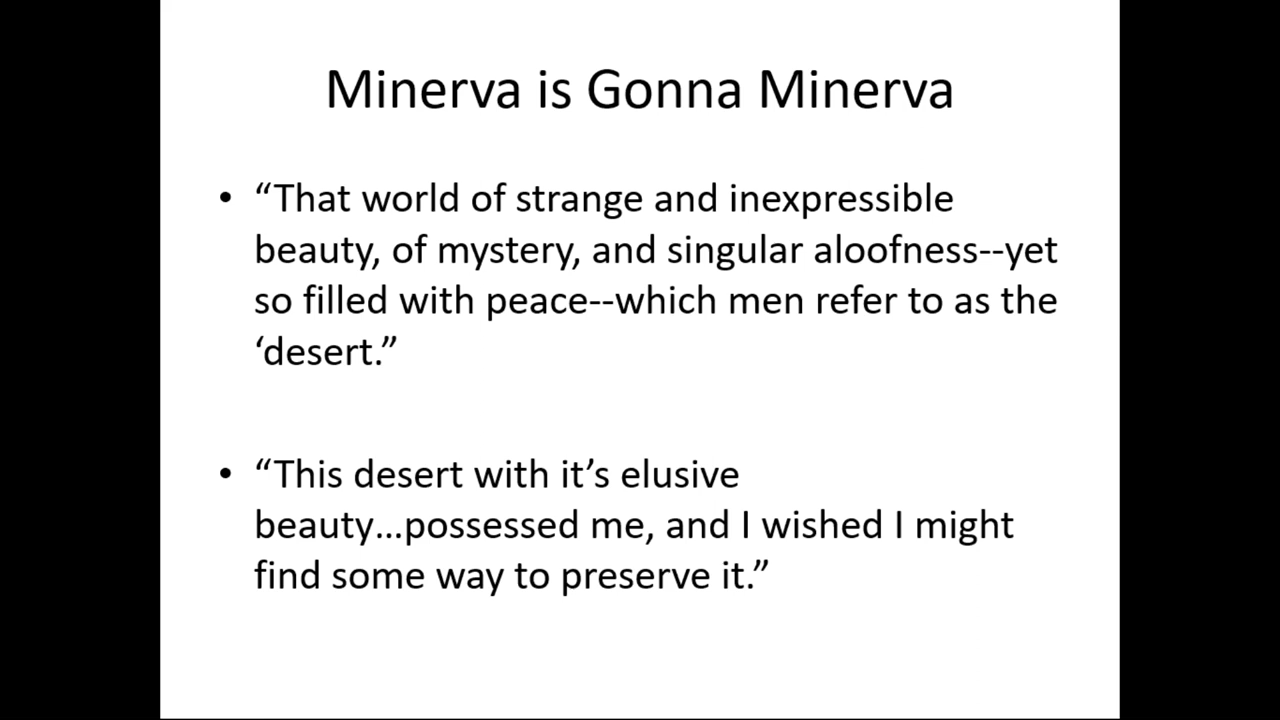 Minerva is Gonna Minerva
• “That world of strange and inexpressible
beauty, of mystery, and singular aloofness--yet
so filled with peace--which men refer to as the
‘desert.”
• “This desert with it’s elusive
beauty…possessed me, and I wished I might
find some way to preserve it.”